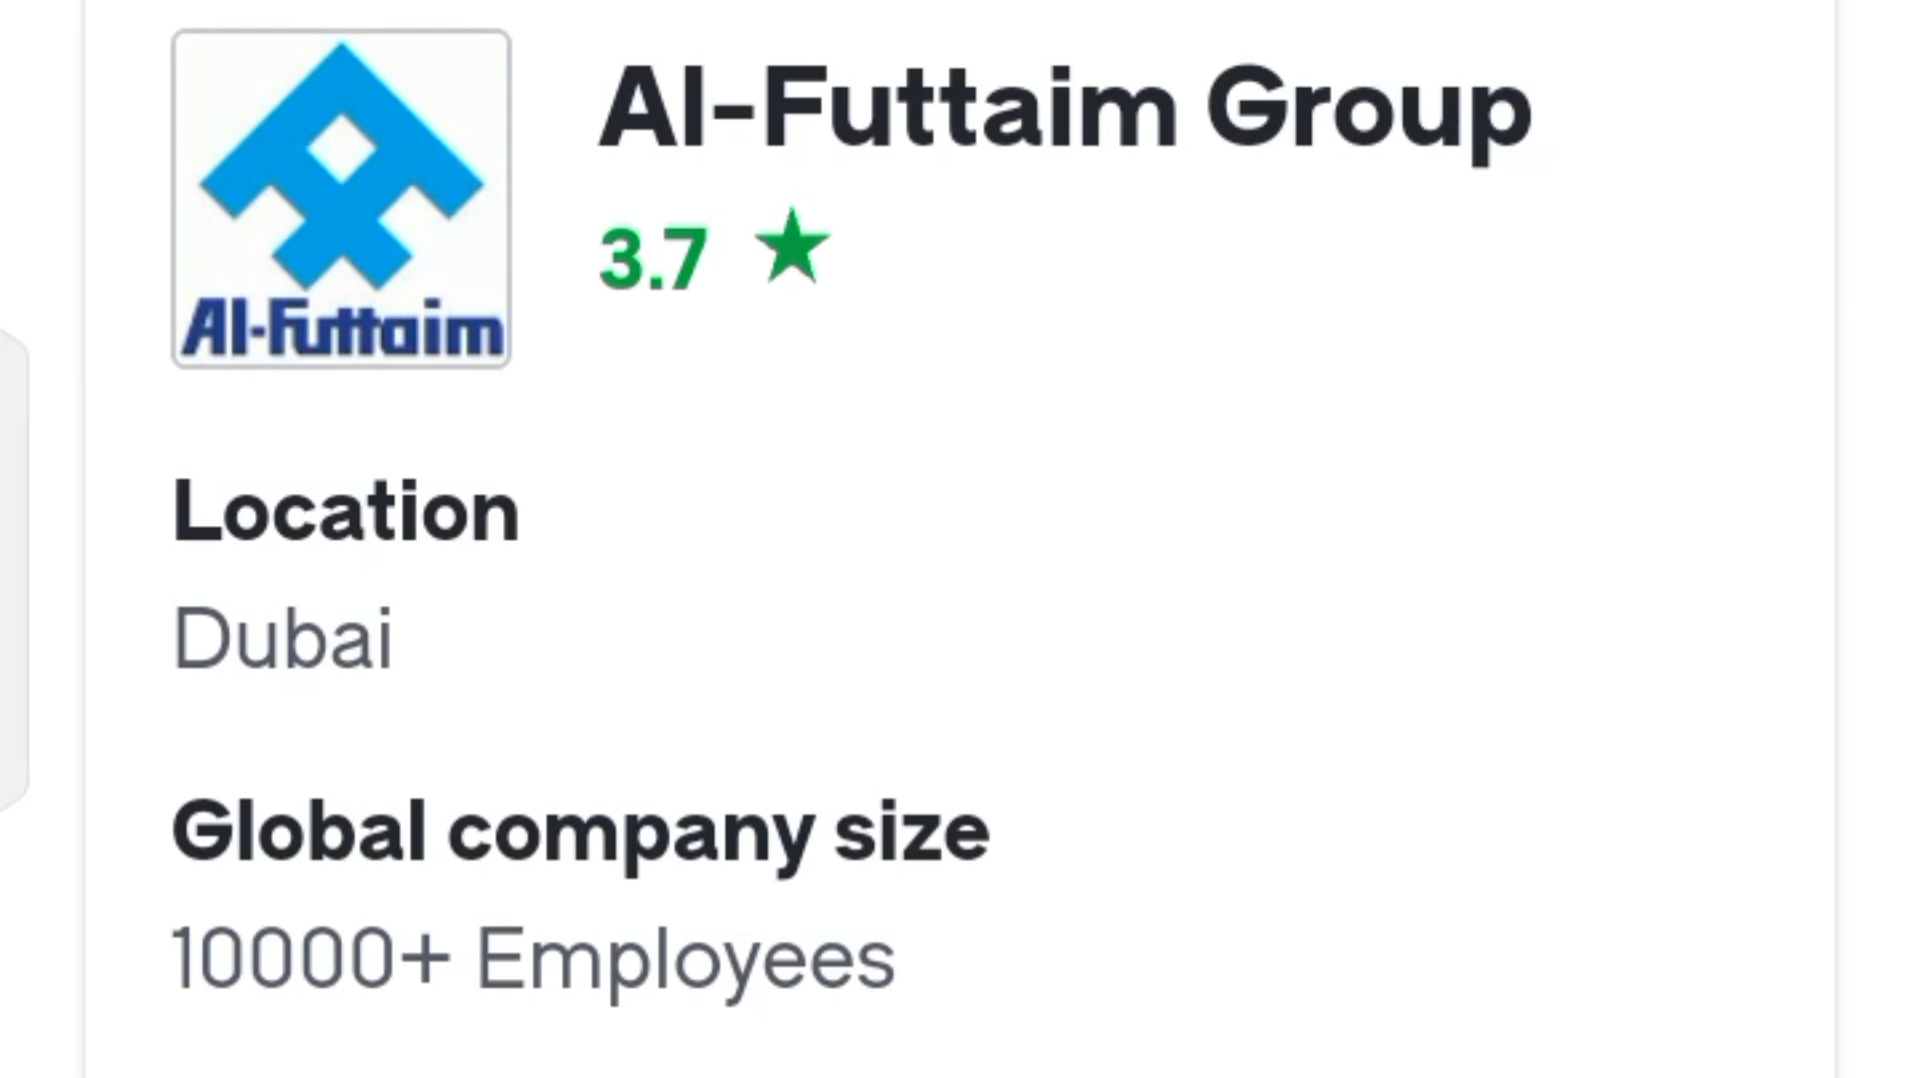 Al-Futtaim Group
3.7 ★
Al-Futtaim
Location
Dubai
Global company size
10000+ Employees